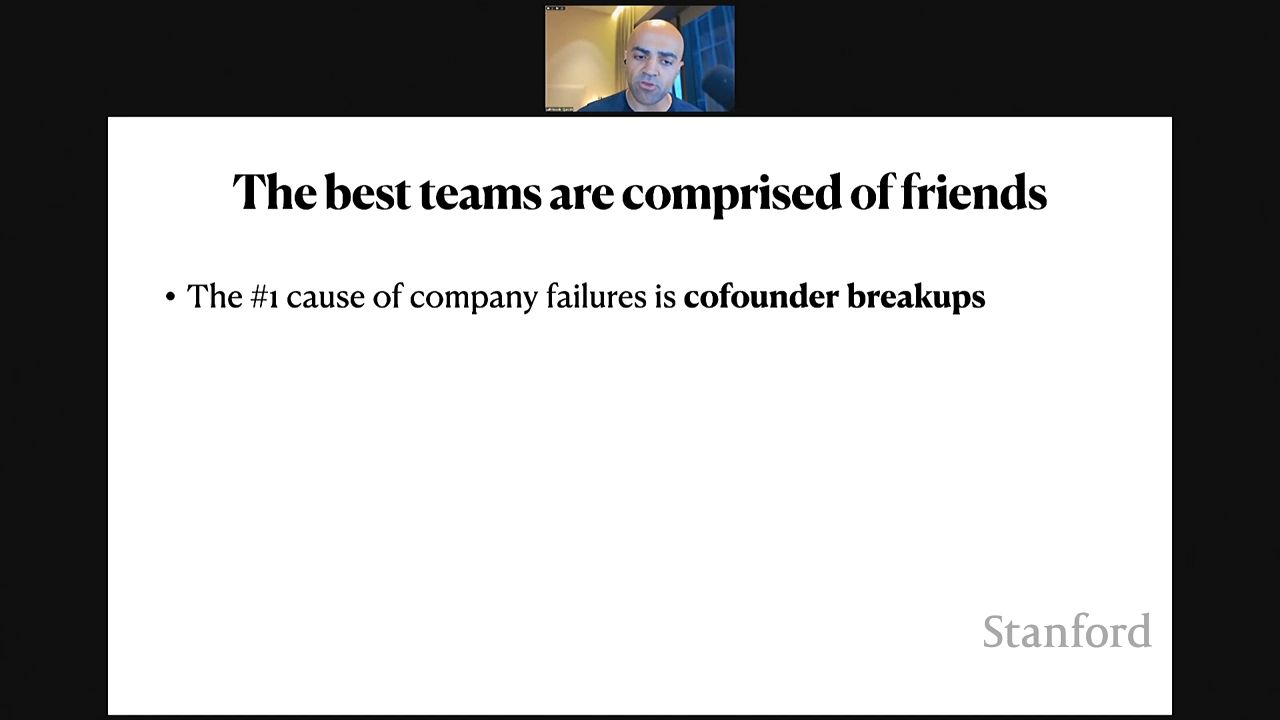 The best teams are comprised of friends
• The #1 cause of company failures is cofounder breakups
Stanford